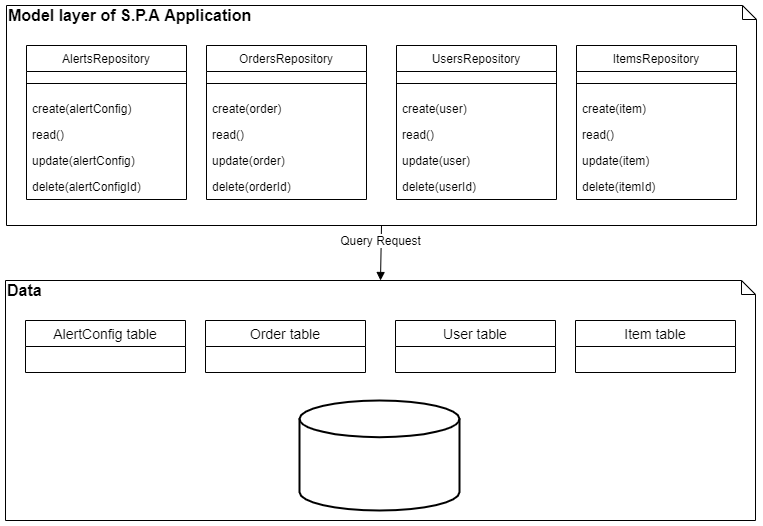 Model layer of S.P.A Application
AlertsRepository
create(alertConfig)
read()
update(alertConfig)
delete(alertConfigId)
OrdersRepository
create(order)
read()
update(order)
delete(orderId)
UsersRepository
create(user)
read()
update(user)
delete(userId)
ItemsRepository
create(item)
read()
update(item)
delete(itemId)
Query Request
Data
AlertConfig table
Order table
User table
Item table